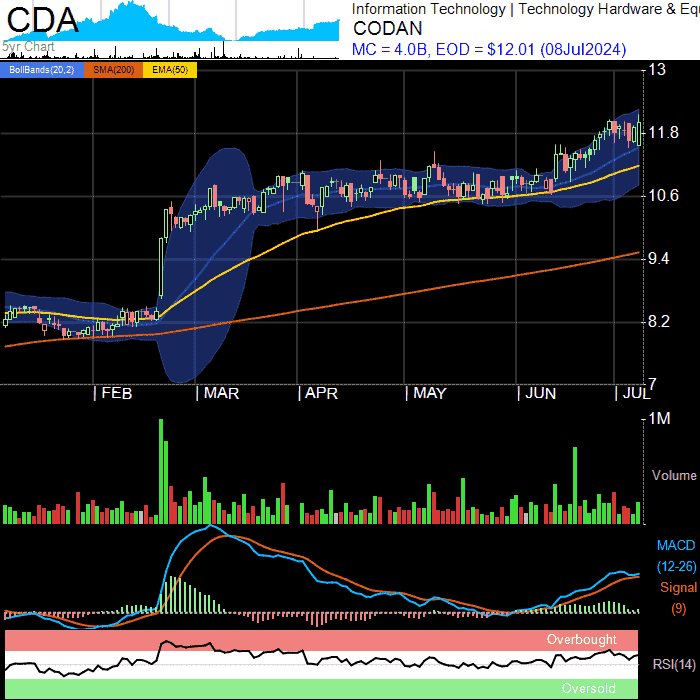 CDA
5yr Chart
Information Technology | Technology Hardware & Equ
CODAN
MC = 4.0B, EOD = $12.01 (08Jul2024)
BollBands(20,2) SMA(200) EMA(50)
13
11.8
10.6
9.4
8.2
7
| FEB | MAR | APR | MAY | JUN | JUL
1M
Volume
MACD
(12-26)
Signal
(9)
Overbought
RSI(14)
Oversold